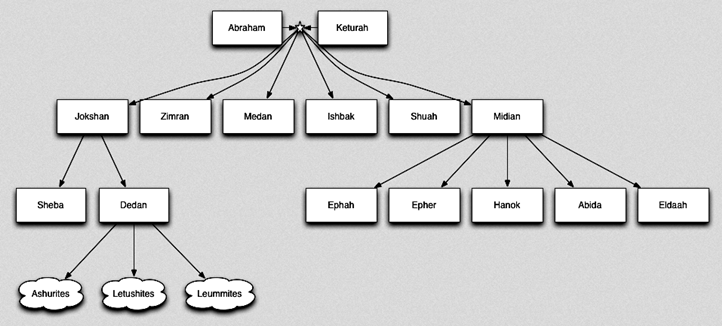 Abraham
Keturah
Jokshan
Zimran
Medan
Ishbak
Shuah
Midian
Sheba
Dedan
Ephah
Epher
Hanok
Abida
Eldaah
Ashurites
Letushites
Leummites